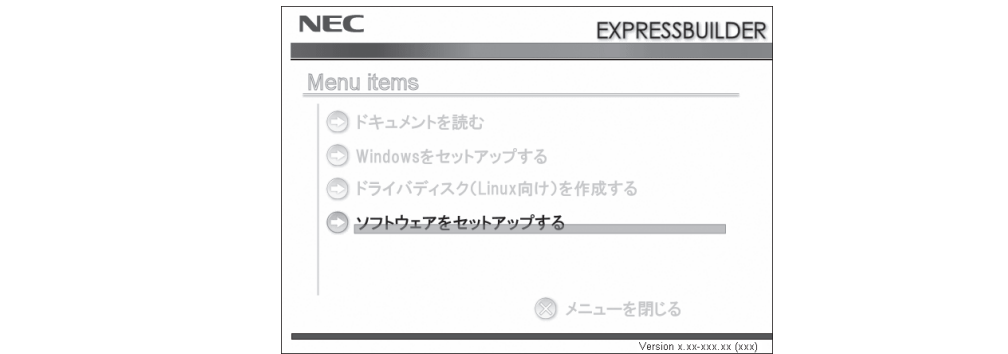 NEC
EXPRESSBUILDER
Menu items
ドキュメントを読む
Windowsをセットアップする
ドライバディスク(Linux向け)を作成する
ソフトウェアをセットアップする
メニューを閉じる
Version x.xx-xxx.xx (xxx)